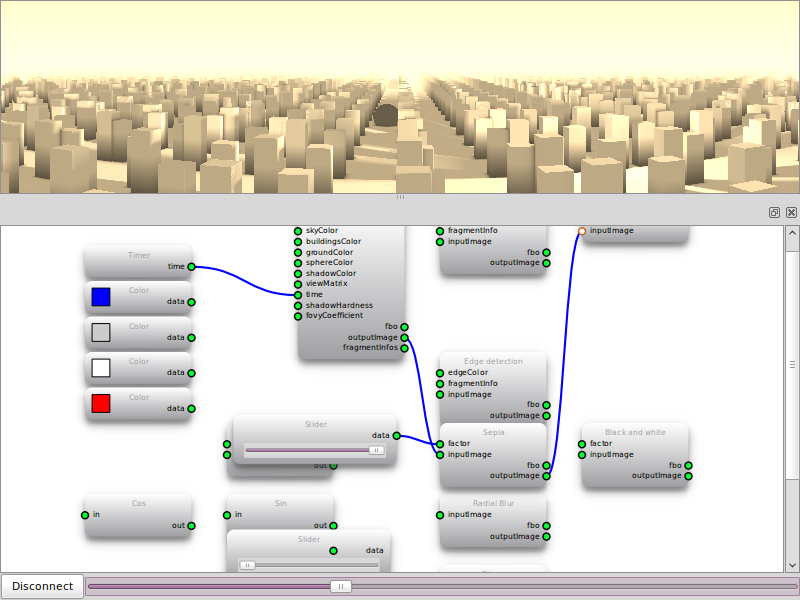 skyColor
buildingsColor
groundColor
sphereColor
shadowColor
viewMatrix
time
shadowHardness
fovyCoefficient
fbo
outputImage
fragmentInfos
fragmentInfo
inputImage
fbo
outputImage
inputImage
Timer
time
Color
data
Color
data
Color
data
Color
data
Edge detection
edgeColor
fragmentInfo
inputImage
fbo
outputImage
Slider
data
out
Sepia
factor
inputImage
fbo
outputImage
Black and white
factor
inputImage
fbo
outputImage
Cos
in
out
Sin
in
out
Slider
data
Radial Blur
inputImage
fbo
outputImage
Disconnect